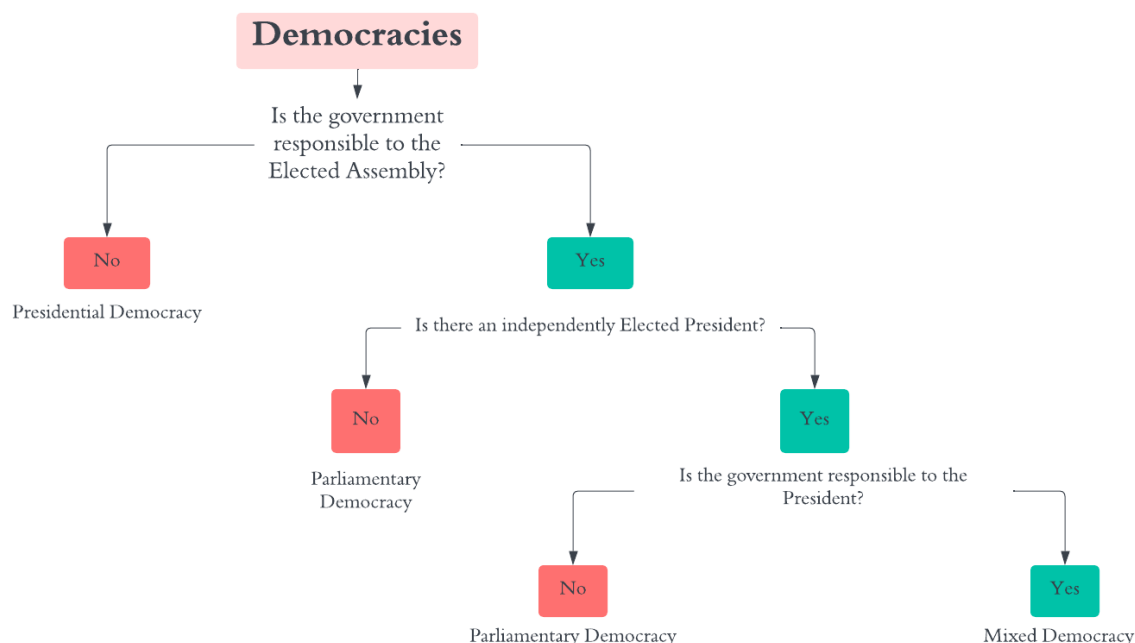 Democracies
Is the government
responsible to the
Elected Assembly?
No
Yes
Presidential Democracy
Is there an independently Elected President?
No
Yes
Parliamentary
Democracy
Is the government responsible to the
President?
No
Yes
Parliamentary Democracy
Mixed Democracy